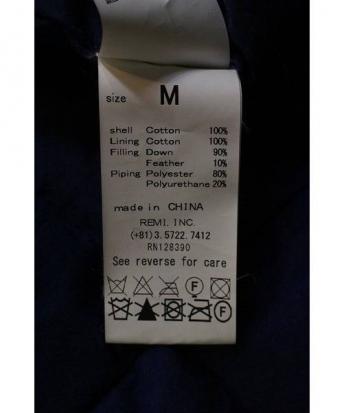 size M
shell Cotton 100%
Lining Cotton 100%
Filling Down 90%
Feather 10%
Piping Polyester 80%
Polyurethane 20%
made in CHINA
REMI. INC.
(+81)3.5722.7412
RN128390
See reverse for care
F
F